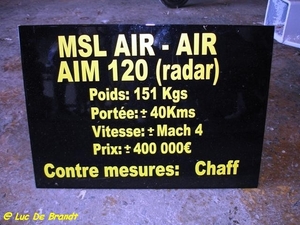 MSL AIR - AIR
AIM 120 (radar)
Poids: 151 Kgs
Portée: ± 40Kms
Vitesse: ± Mach 4
Prix: ± 400 000€
Contre mesures: Chaff
@ Luc De Brandt